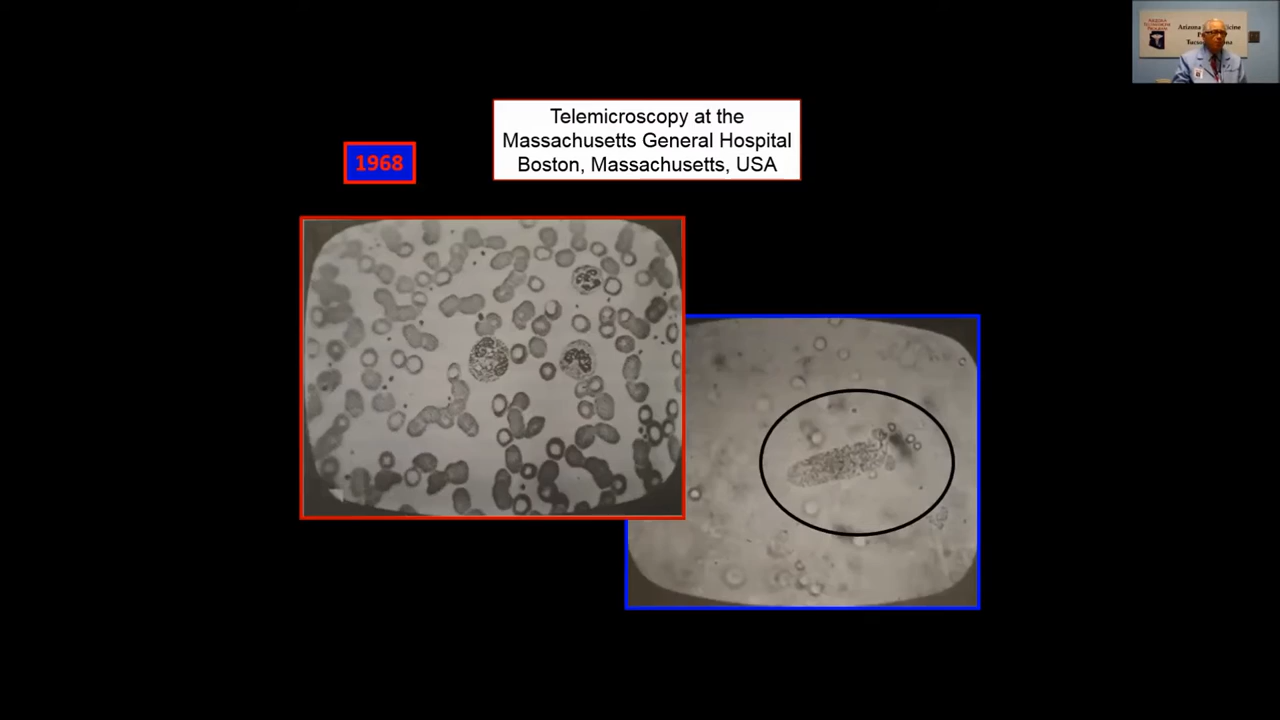 Telemicroscopy at the
Massachusetts General Hospital
Boston, Massachusetts, USA
1968